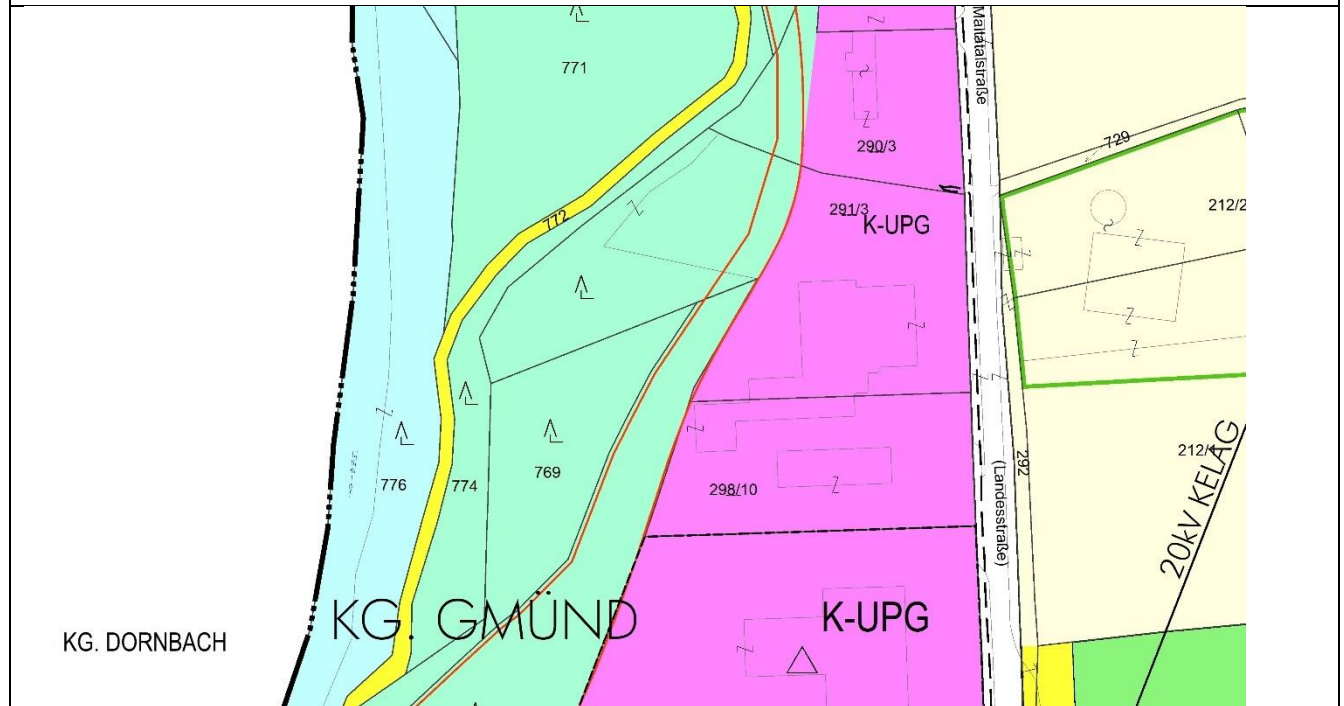 Maltatalstraße
771
290/3
729
212/2
291/3
K-UPG
772
298/10
292
212/1
769
776
774
(Landesstraße)
20kV KELAG
KG. GMÜND
K-UPG
KG. DORNBACH